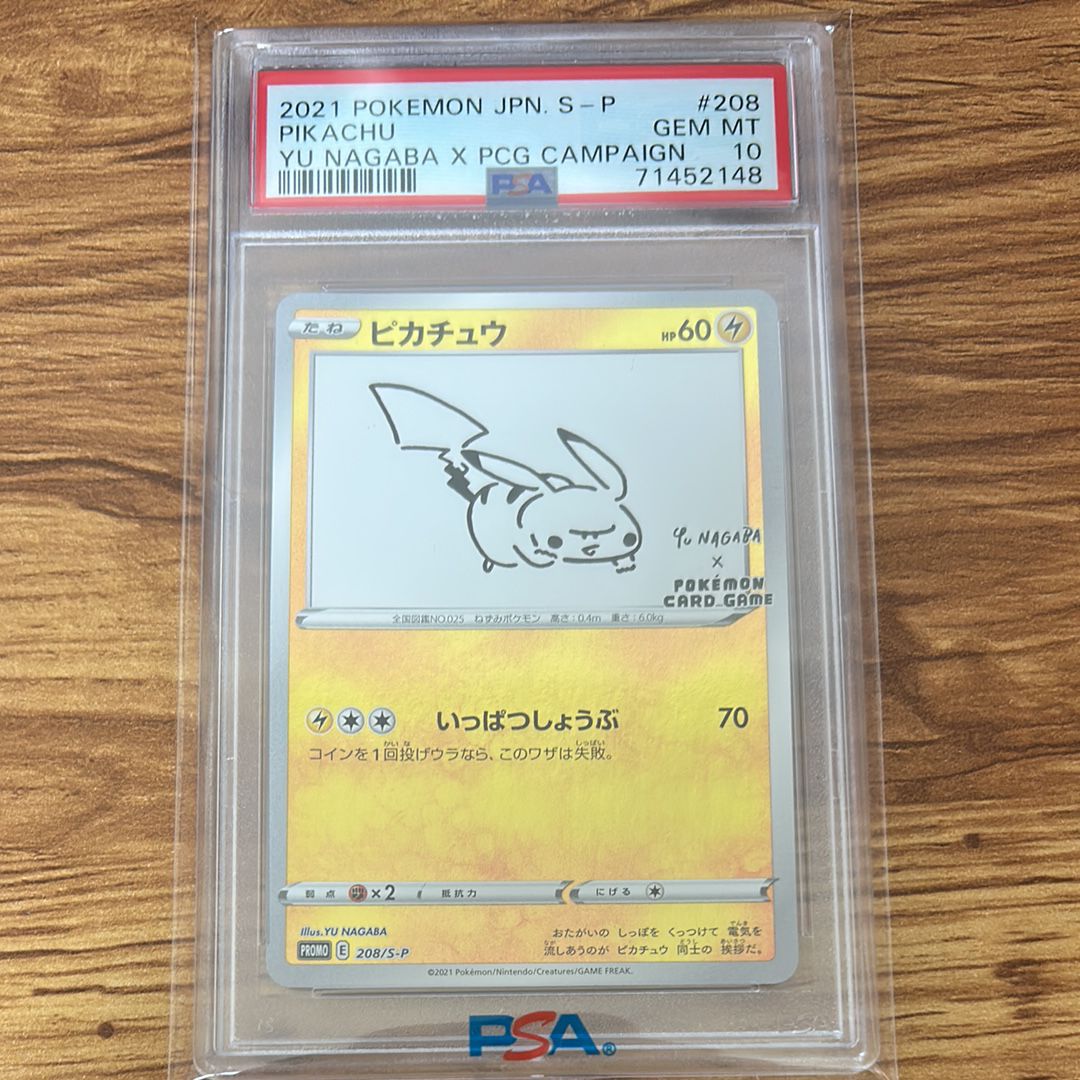 2021 POKEMON JPN. S-P #208
PIKACHU GEM MT
YU NAGABA X PCG CAMPAIGN 10
PSA 71452148
たね ピカチュウ HP60
Yu NAGABA
×
POKÉMON
CARD GAME
全国図鑑NO.025 ねずみポケモン 高さ:0.4m 重さ:6.0kg
いっぱつしょうぶ 70
コインを1回投げウラなら、このワザは失敗。
弱点 ×2 抵抗力 にげる
Illus.YU NAGABA
PROMO E 208/S-P
おたがいの しっぽを くっつけて 電気を
流しあうのが ピカチュウ 同士の 挨拶だ。
©2021 Pokémon/Nintendo/Creatures/GAME FREAK.
PSA®